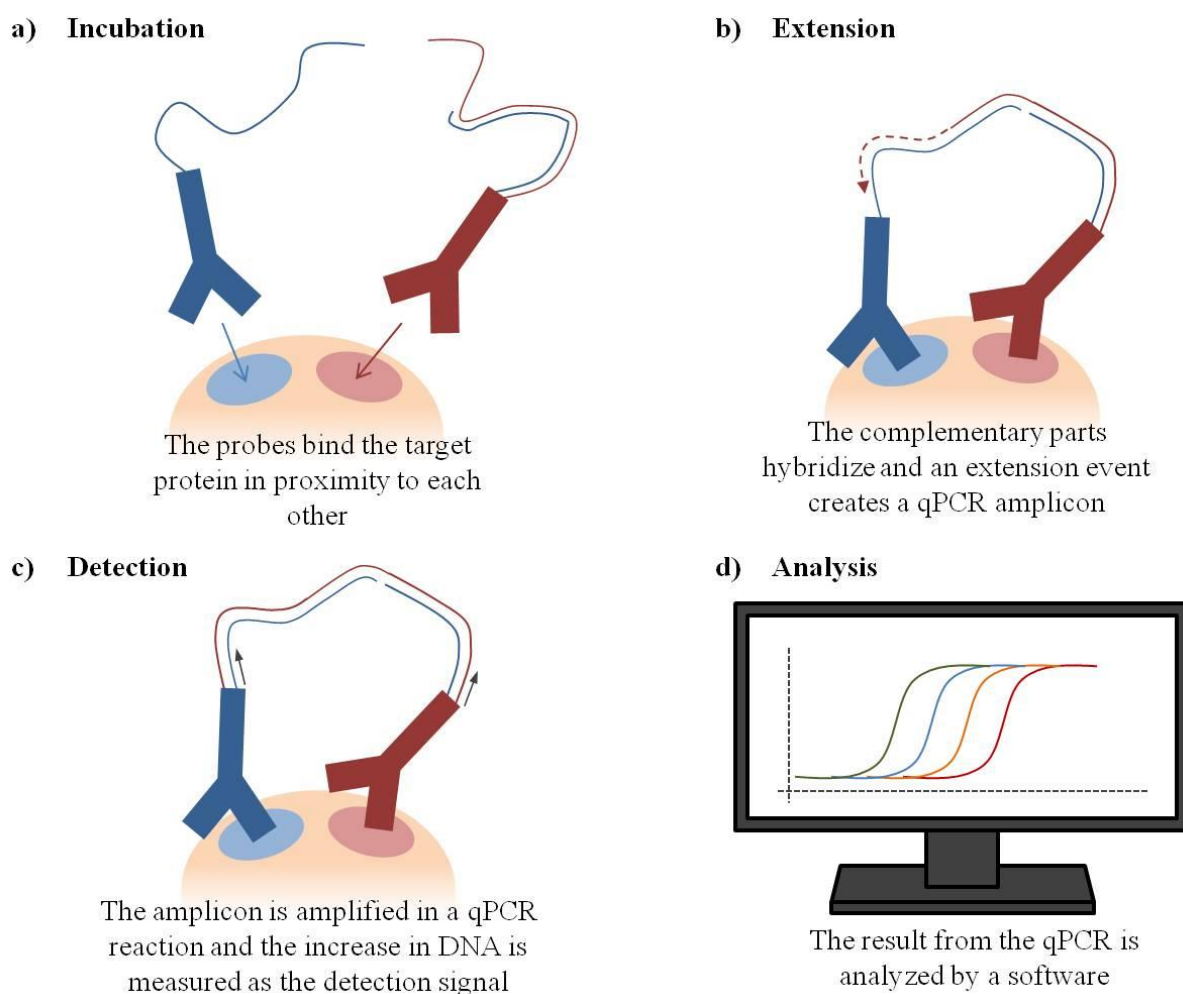 a) Incubation
The probes bind the target
protein in proximity to each
other
b) Extension
The complementary parts
hybridize and an extension event
creates a qPCR amplicon
c) Detection
The amplicon is amplified in a qPCR
reaction and the increase in DNA is
measured as the detection signal
d) Analysis
The result from the qPCR is
analyzed by a software